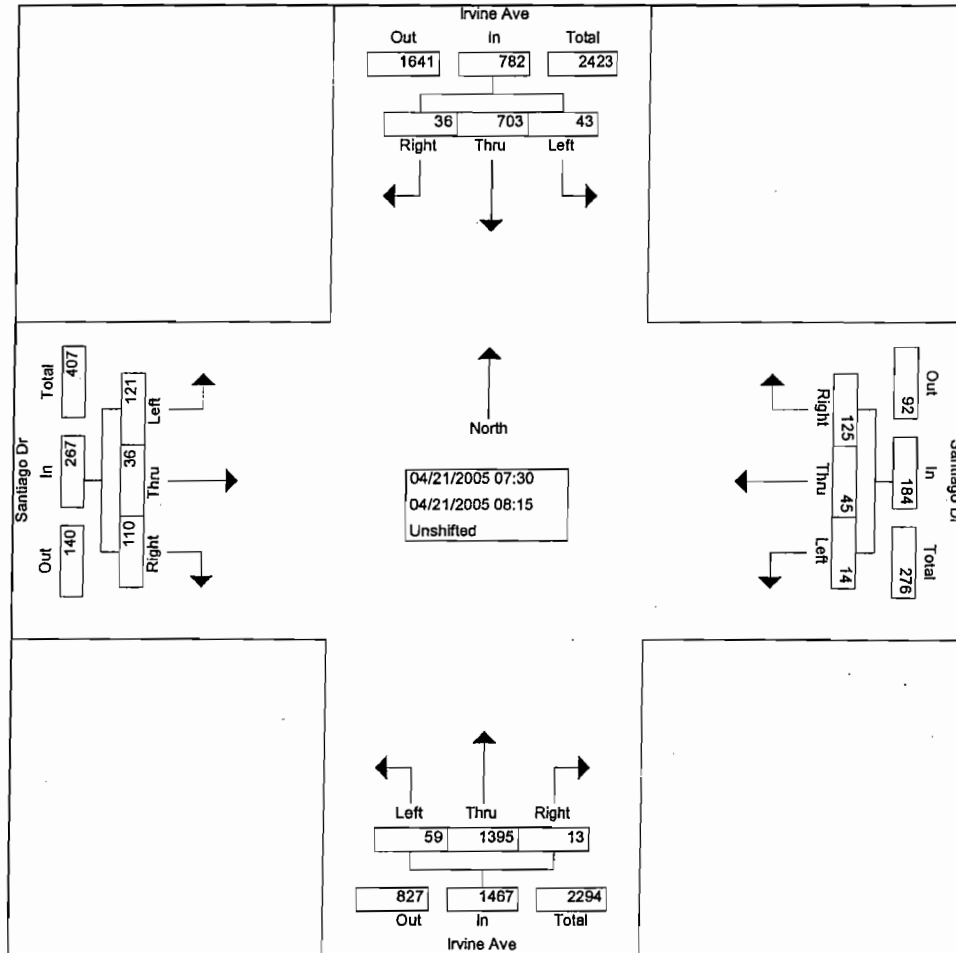 Irvine Ave
Out In Total
1641 782 2423
36 703 43
Right Thru Left
Santiago Dr
Total In Out
407 267 140
121 36 110
Left Thru Right
North
04/21/2005 07:30
04/21/2005 08:15
Unshifted
Right Thru Left
125 45 14
92 184 276
Out In Total
Santiago Dr
Left Thru Right
59 1395 13
827 1467 2294
Out In Total
Irvine Ave